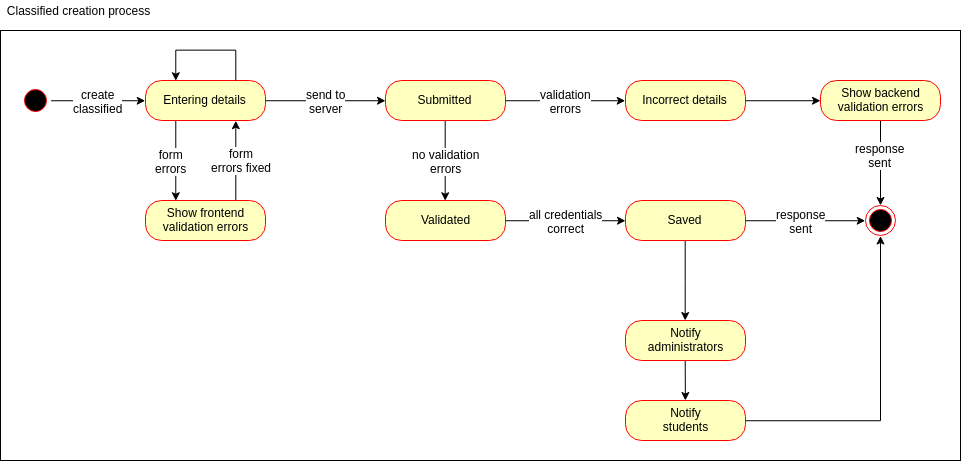 Classified creation process
create
classified
Entering details
send to
server
Submitted
validation
errors
Incorrect details
Show backend
validation errors
form
errors
form
errors fixed
no validation
errors
response
sent
Show frontend
validation errors
Validated
all credentials
correct
Saved
response
sent
Notify
administrators
Notify
students